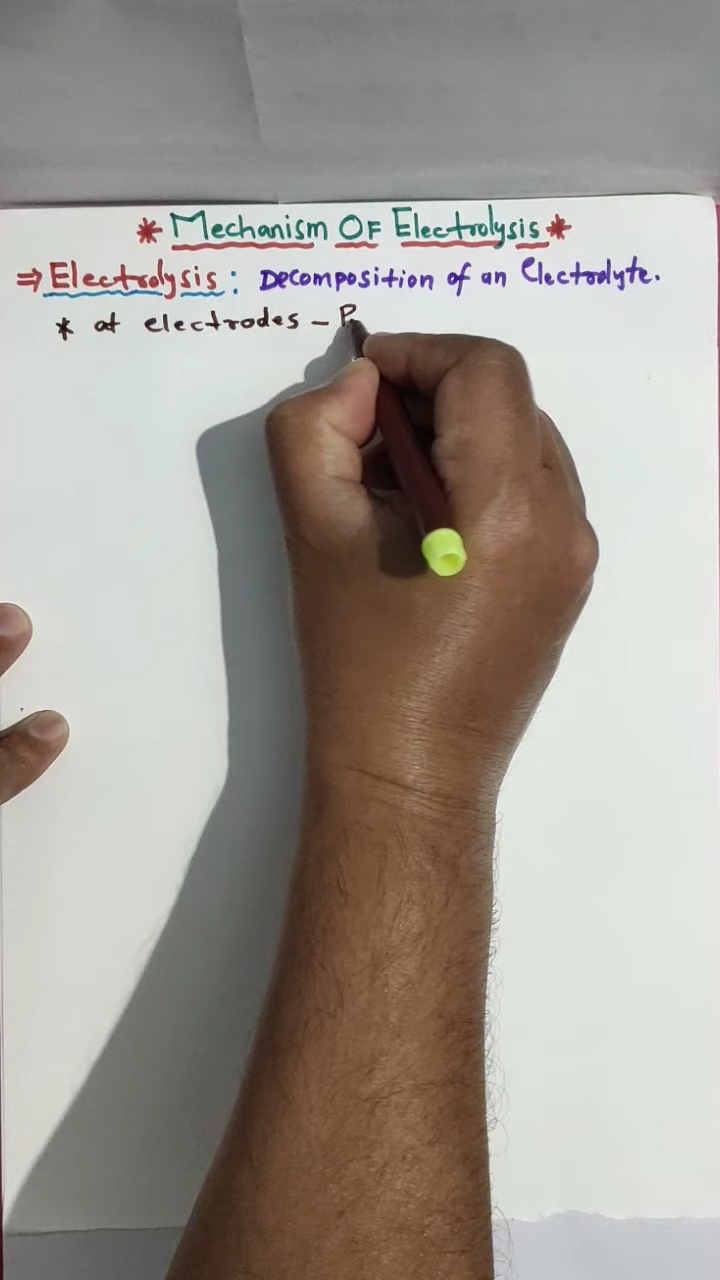 * Mechanism OF Electrolysis *
⇒ Electrolysis: Decomposition of an Electrolyte.
* at electrodes - P